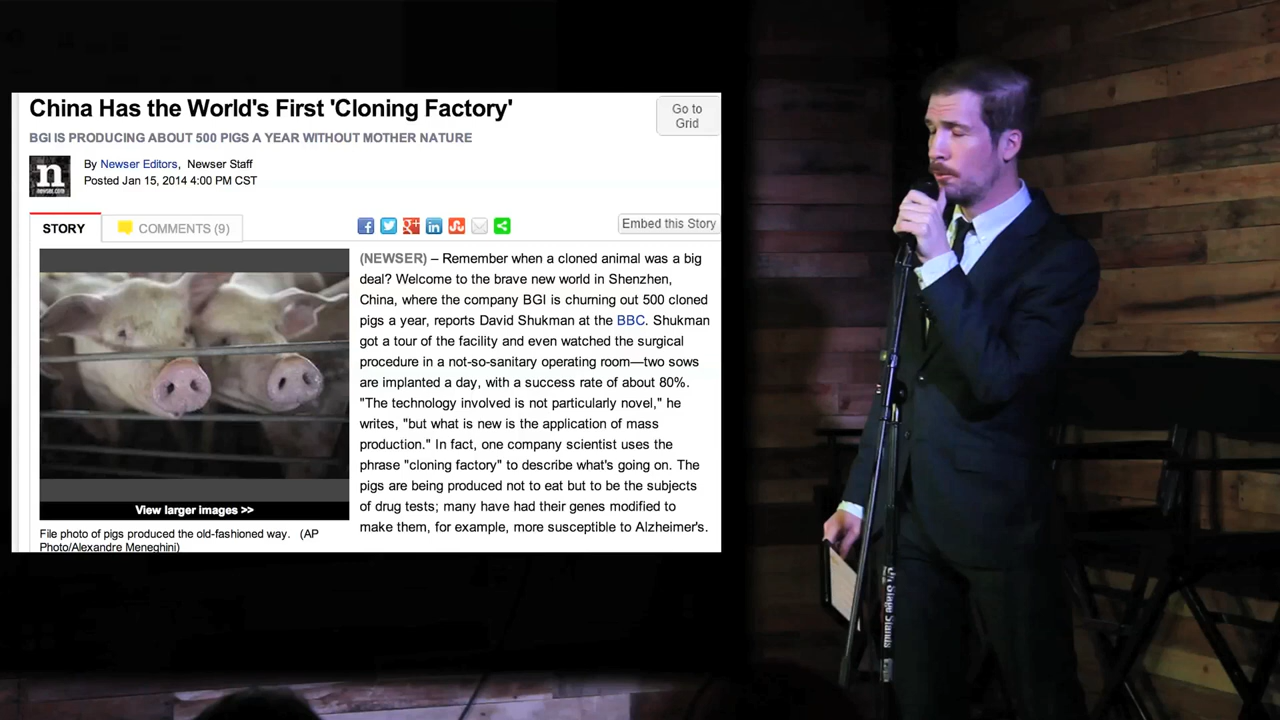 China Has the World's First 'Cloning Factory'
Go to
Grid
BGI IS PRODUCING ABOUT 500 PIGS A YEAR WITHOUT MOTHER NATURE
n
newser.com
By Newser Editors, Newser Staff
Posted Jan 15, 2014 4:00 PM CST
STORY
COMMENTS (9)
Embed this Story
(NEWSER) – Remember when a cloned animal was a big
deal? Welcome to the brave new world in Shenzhen,
China, where the company BGI is churning out 500 cloned
pigs a year, reports David Shukman at the BBC. Shukman
got a tour of the facility and even watched the surgical
procedure in a not-so-sanitary operating room—two sows
are implanted a day, with a success rate of about 80%.
"The technology involved is not particularly novel," he
writes, "but what is new is the application of mass
production." In fact, one company scientist uses the
phrase "cloning factory" to describe what's going on. The
pigs are being produced not to eat but to be the subjects
of drug tests; many have had their genes modified to
make them, for example, more susceptible to Alzheimer's.
View larger images >>
File photo of pigs produced the old-fashioned way. (AP
Photo/Alexandre Meneghini)
On Stage Stands